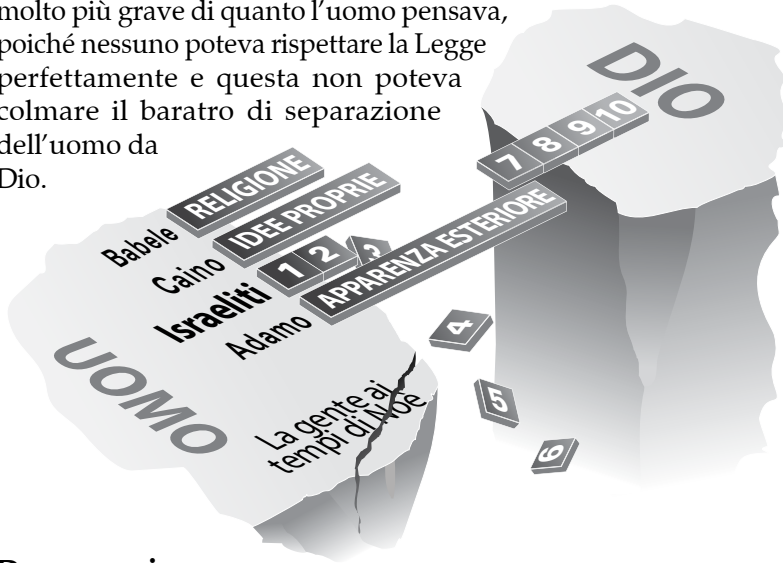 molto più grave di quanto l'uomo pensava,
poiché nessuno poteva rispettare la Legge
perfettamente e questa non poteva
colmare il baratro di separazione
dell'uomo da
Dio.
DIO
7 8 9 10
RELIGIONE
Babele
IDEE PROPRIE
Caino
1 2 3
Israeliti
APPARENZA ESTERIORE
Adamo
4
5
6
UOMO
La gente ai
tempi di Noè